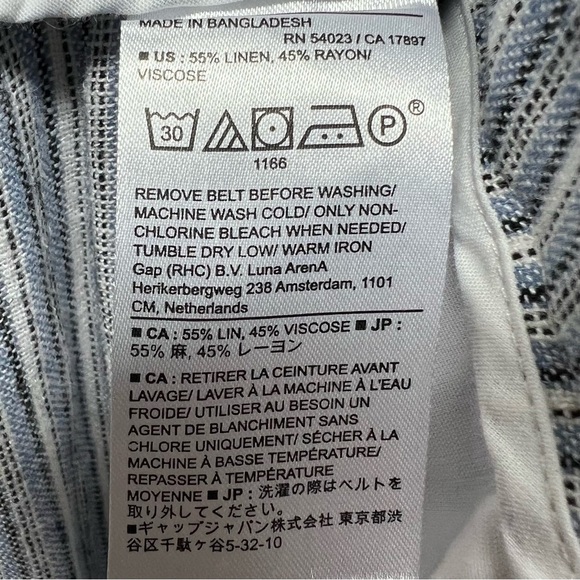 MADE IN BANGLADESH
RN 54023 / CA 17897
■ US : 55% LINEN, 45% RAYON/
VISCOSE
30
P
®
1166
REMOVE BELT BEFORE WASHING/
MACHINE WASH COLD/ ONLY NON-
CHLORINE BLEACH WHEN NEEDED/
TUMBLE DRY LOW/ WARM IRON
Gap (RHC) B.V. Luna ArenA
Herikerbergweg 238 Amsterdam, 1101
CM, Netherlands
■ CA : 55% LIN, 45% VISCOSE ■ JP :
55% 麻, 45% レーヨン
■ CA : RETIRER LA CEINTURE AVANT
LAVAGE/ LAVER À LA MACHINE À L'EAU
FROIDE/ UTILISER AU BESOIN UN
AGENT DE BLANCHIMENT SANS
CHLORE UNIQUEMENT/ SÉCHER À LA
MACHINE À BASSE TEMPÉRATURE/
REPASSER À TEMPÉRATURE
MOYENNE ■ JP : 洗濯の際はベルトを
取り外してください。
■ギャップジャパン株式会社 東京都渋
谷区千駄ヶ谷5-32-10